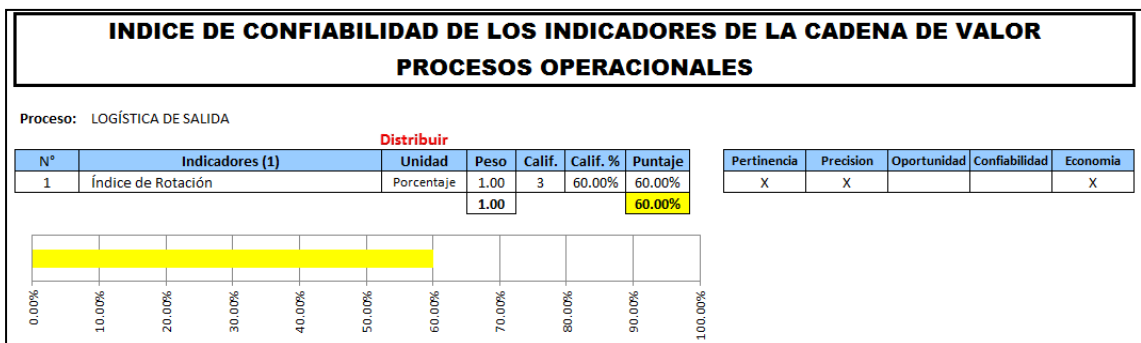 INDICE DE CONFIABILIDAD DE LOS INDICADORES DE LA CADENA DE VALOR
PROCESOS OPERACIONALES
Proceso: LOGÍSTICA DE SALIDA
Distribuir
N° Indicadores (1) Unidad Peso Calif. Calif. % Puntaje Pertinencia Precision Oportunidad Confiabilidad Economia
1 Índice de Rotación Porcentaje 1.00 3 60.00% 60.00% X X X
1.00 60.00%
0.00% 10.00% 20.00% 30.00% 40.00% 50.00% 60.00% 70.00% 80.00% 90.00% 100.00%